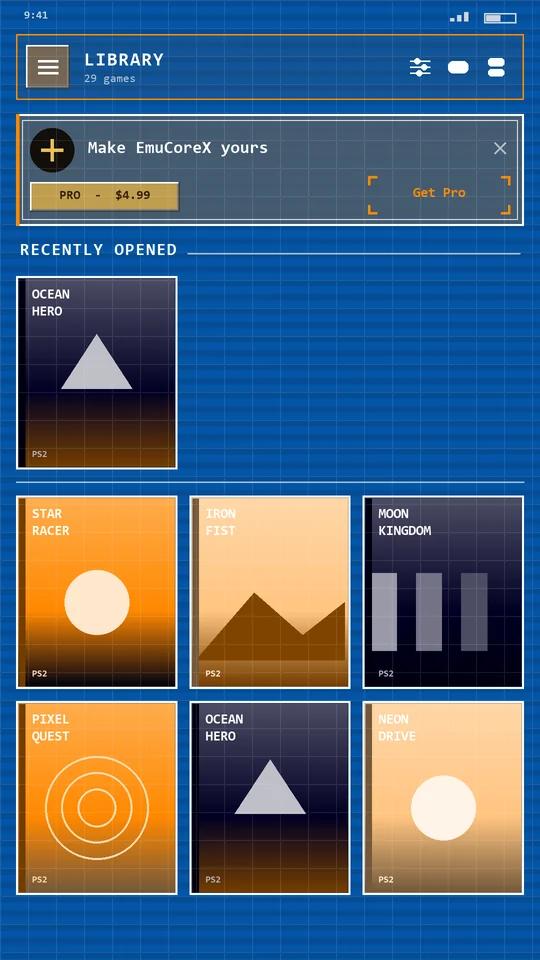 9:41
LIBRARY
29 games
Make EmuCoreX yours
PRO - $4.99
Get Pro
RECENTLY OPENED
OCEAN
HERO
PS2
STAR
RACER
PS2
IRON
FIST
PS2
MOON
KINGDOM
PS2
PIXEL
QUEST
PS2
OCEAN
HERO
PS2
NEON
DRIVE
PS2